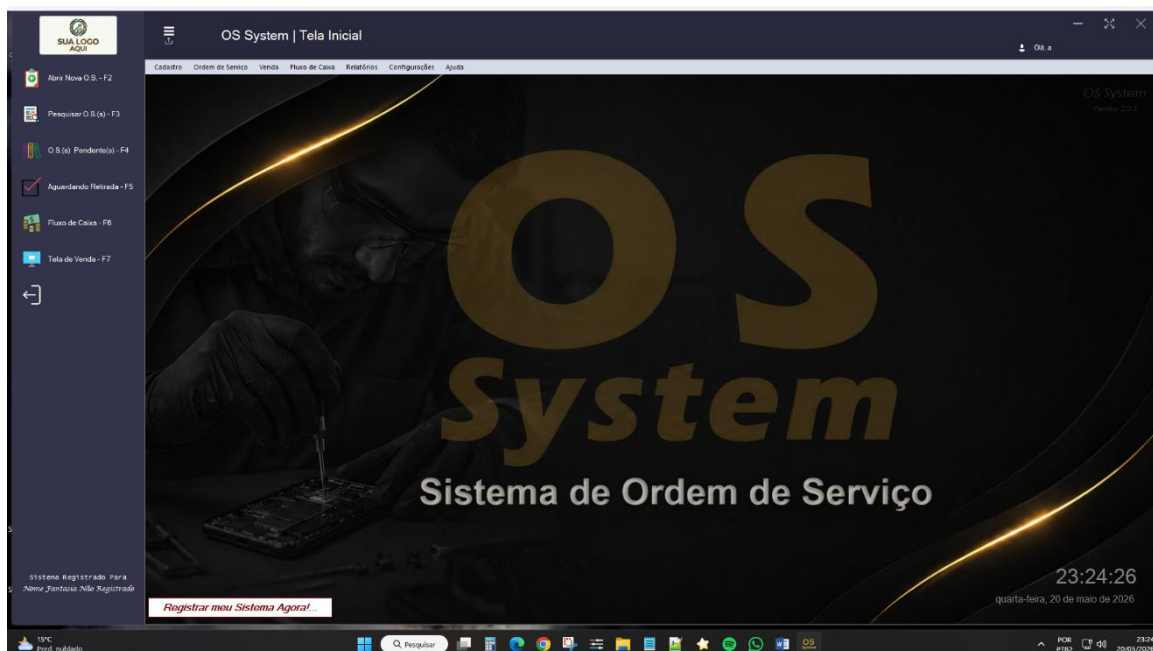 SUA LOGO
AQUI
OS System | Tela Inicial
Olá, a
Cadastro Ordem de Serviço Venda Fluxo de Caixa Relatórios Configurações Ajuda
Abrir Nova O.S. - F2
Pesquisar O.S.(s) - F3
O.S.(s) Pendente(s) - F4
Aguardando Retirada - F5
Fluxo de Caixa - F6
Tela de Venda - F7
OS System
OS
System
Sistema de Ordem de Serviço
Sistema Registrado Para
Nome Fantasia Não Registrado
Registrar meu Sistema Agora!...
23:24:26
quarta-feira, 20 de maio de 2026
15°C
Pred. nublado
Pesquisar
OS
POR
PTB2
23:24
20/05/2026